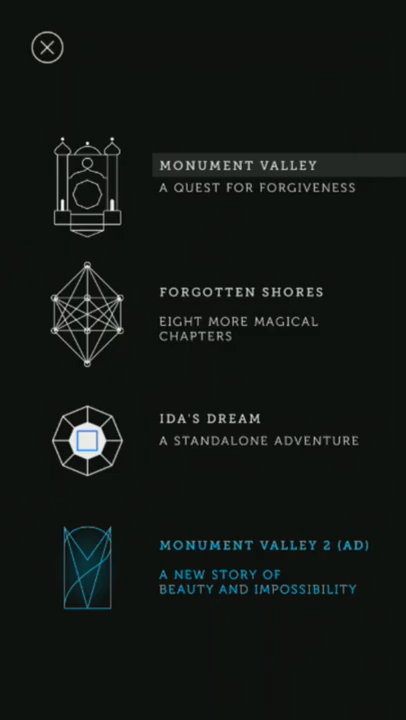 MONUMENT VALLEY
A QUEST FOR FORGIVENESS
FORGOTTEN SHORES
EIGHT MORE MAGICAL
CHAPTERS
IDA'S DREAM
A STANDALONE ADVENTURE
MONUMENT VALLEY 2 (AD)
A NEW STORY OF
BEAUTY AND IMPOSSIBILITY